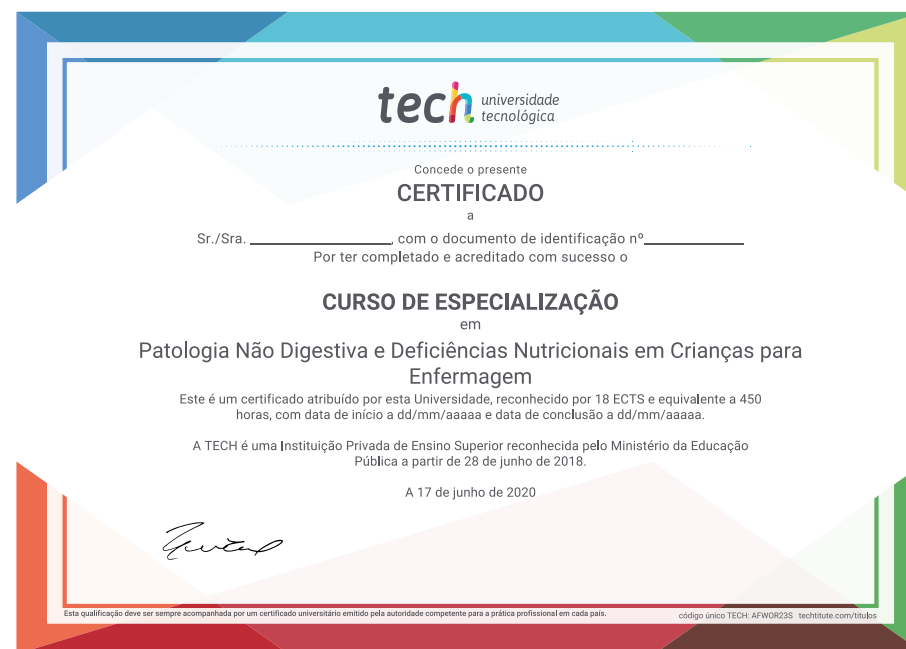 tech universidade
tecnológica
Concede o presente
CERTIFICADO
a
Sr./Sra. ____________________, com o documento de identificação nº______________
Por ter completado e acreditado com sucesso o
CURSO DE ESPECIALIZAÇÃO
em
Patologia Não Digestiva e Deficiências Nutricionais em Crianças para
Enfermagem
Este é um certificado atribuído por esta Universidade, reconhecido por 18 ECTS e equivalente a 450
horas, com data de início a dd/mm/aaaaa e data de conclusão a dd/mm/aaaaa.
A TECH é uma Instituição Privada de Ensino Superior reconhecida pelo Ministério da Educação
Pública a partir de 28 de junho de 2018.
A 17 de junho de 2020
Esta qualificação deve ser sempre acompanhada por um certificado universitário emitido pela autoridade competente para a prática profissional em cada país.
código único TECH: AFWOR23S techtitute.com/titulos